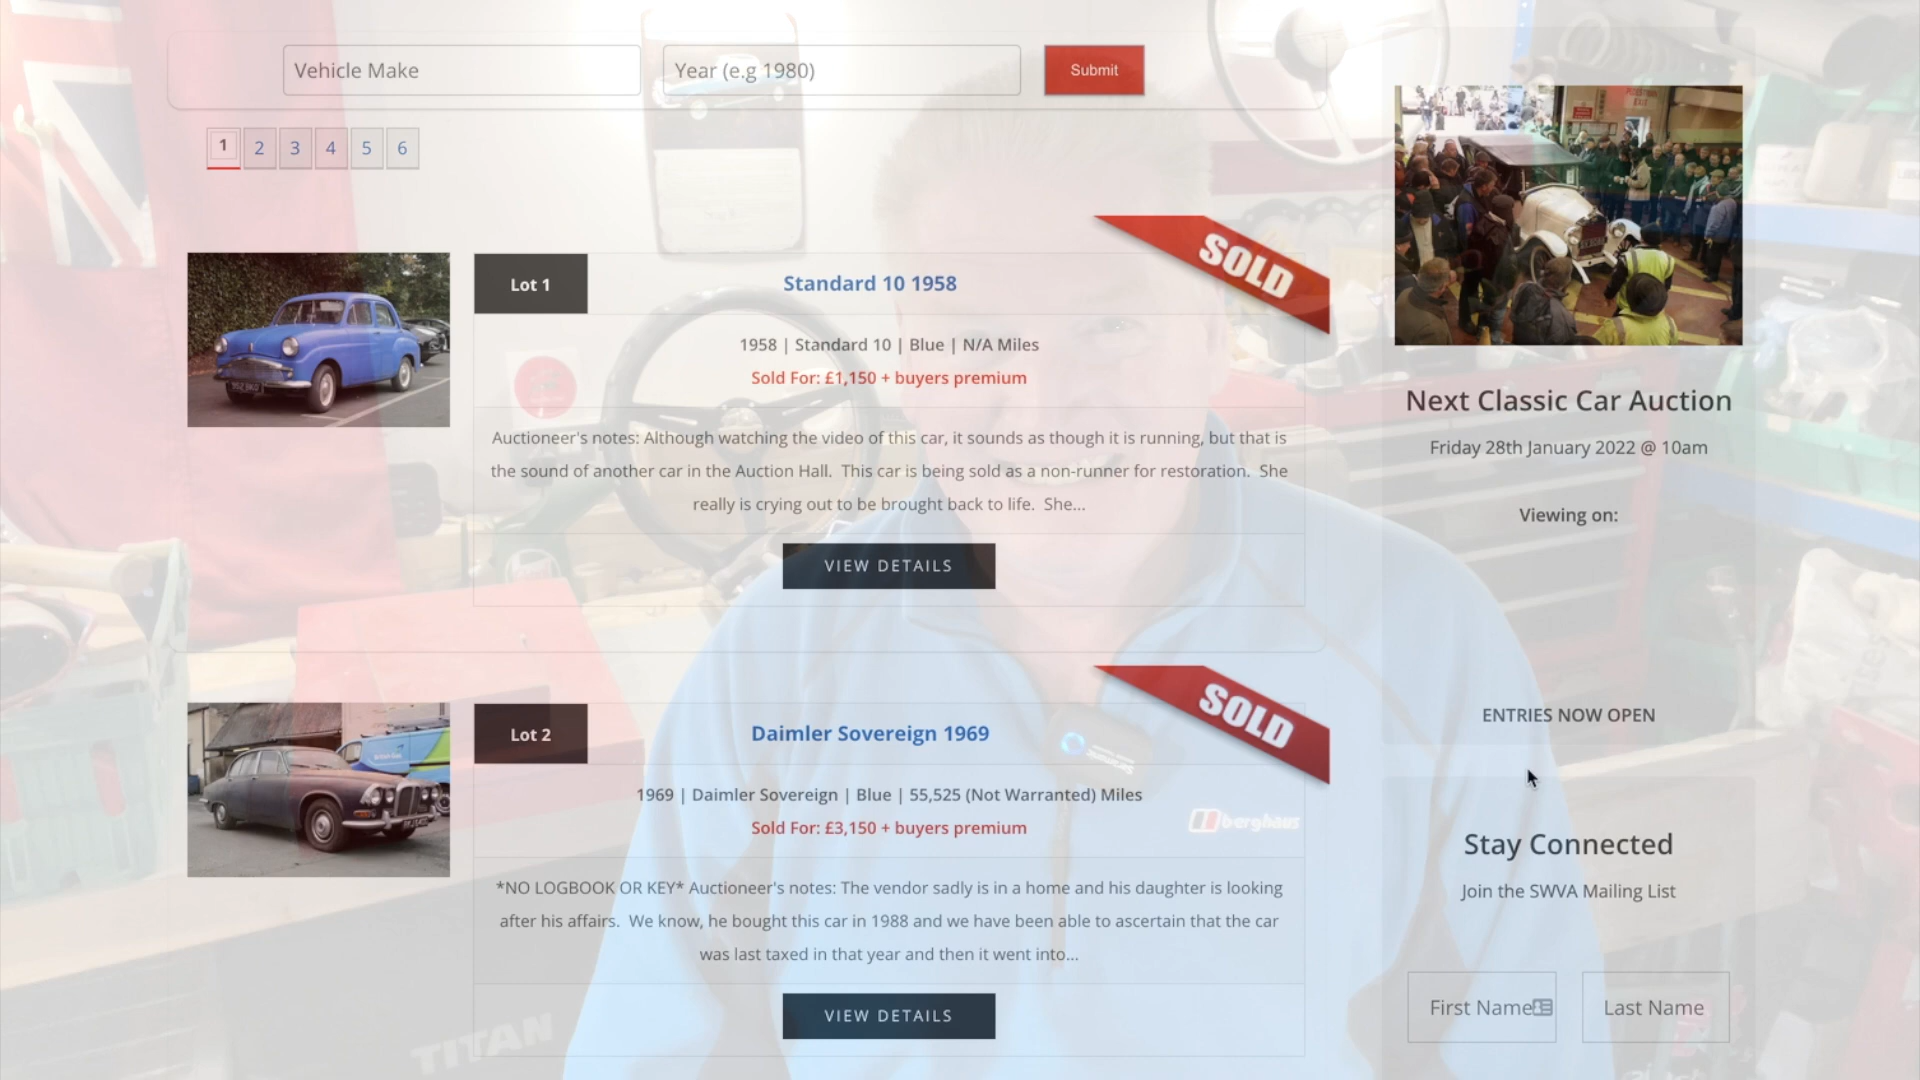 Vehicle Make
Year (e.g 1980)
Submit
1 2 3 4 5 6
Lot 1
Standard 10 1958
SOLD
1958 | Standard 10 | Blue | N/A Miles
Sold For: £1,150 + buyers premium
Auctioneer's notes: Although watching the video of this car, it sounds as though it is running, but that is
the sound of another car in the Auction Hall. This car is being sold as a non-runner for restoration. She
really is crying out to be brought back to life. She...
VIEW DETAILS
Lot 2
Daimler Sovereign 1969
SOLD
1969 | Daimler Sovereign | Blue | 55,525 (Not Warranted) Miles
Sold For: £3,150 + buyers premium
berghaus
*NO LOGBOOK OR KEY* Auctioneer's notes: The vendor sadly is in a home and his daughter is looking
after his affairs. We know, he bought this car in 1988 and we have been able to ascertain that the car
was last taxed in that year and then it went into...
VIEW DETAILS
TITAN
Next Classic Car Auction
Friday 28th January 2022 @ 10am
Viewing on:
ENTRIES NOW OPEN
Stay Connected
Join the SWVA Mailing List
First Name
Last Name